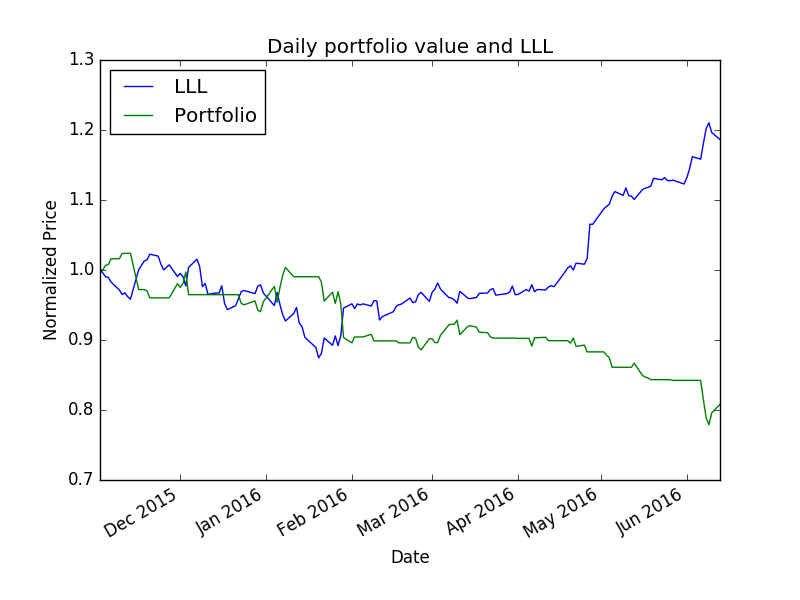 Daily portfolio value and LLL
1.3
1.2
1.1
1.0
0.9
0.8
0.7
Normalized Price
LLL
Portfolio
Dec 2015
Jan 2016
Feb 2016
Mar 2016
Apr 2016
May 2016
Jun 2016
Date